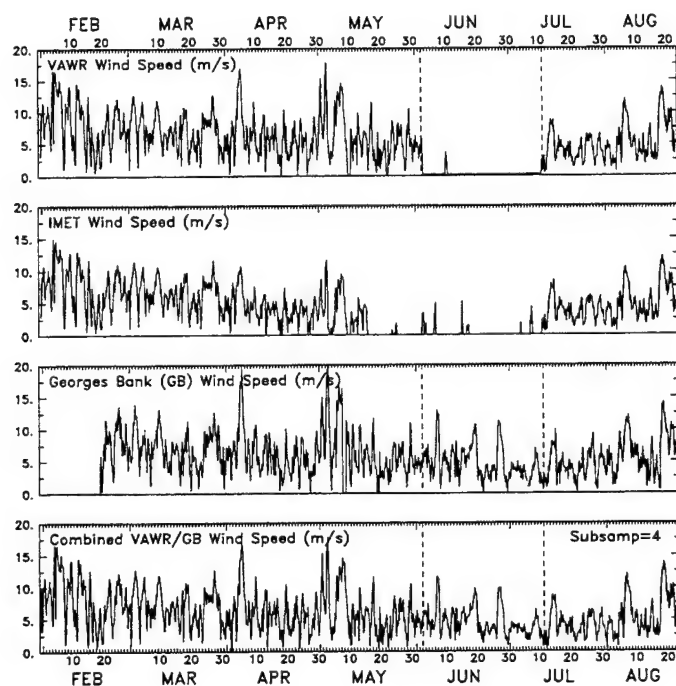 FEB MAR APR MAY JUN JUL AUG
10 20 10 20 30 10 20 30 10 20 30 10 20 30 10 20 30 10 20
20.
VAWR Wind Speed (m/s)
15.
10.
5.
0.
20.
IMET Wind Speed (m/s)
15.
10.
5.
0.
20.
Georges Bank (GB) Wind Speed (m/s)
15.
10.
5.
0.
20.
Combined VAWR/GB Wind Speed (m/s) Subsamp=4
15.
10.
5.
0.
10 20 10 20 30 10 20 30 10 20 30 10 20 30 10 20 30 10 20
FEB MAR APR MAY JUN JUL AUG